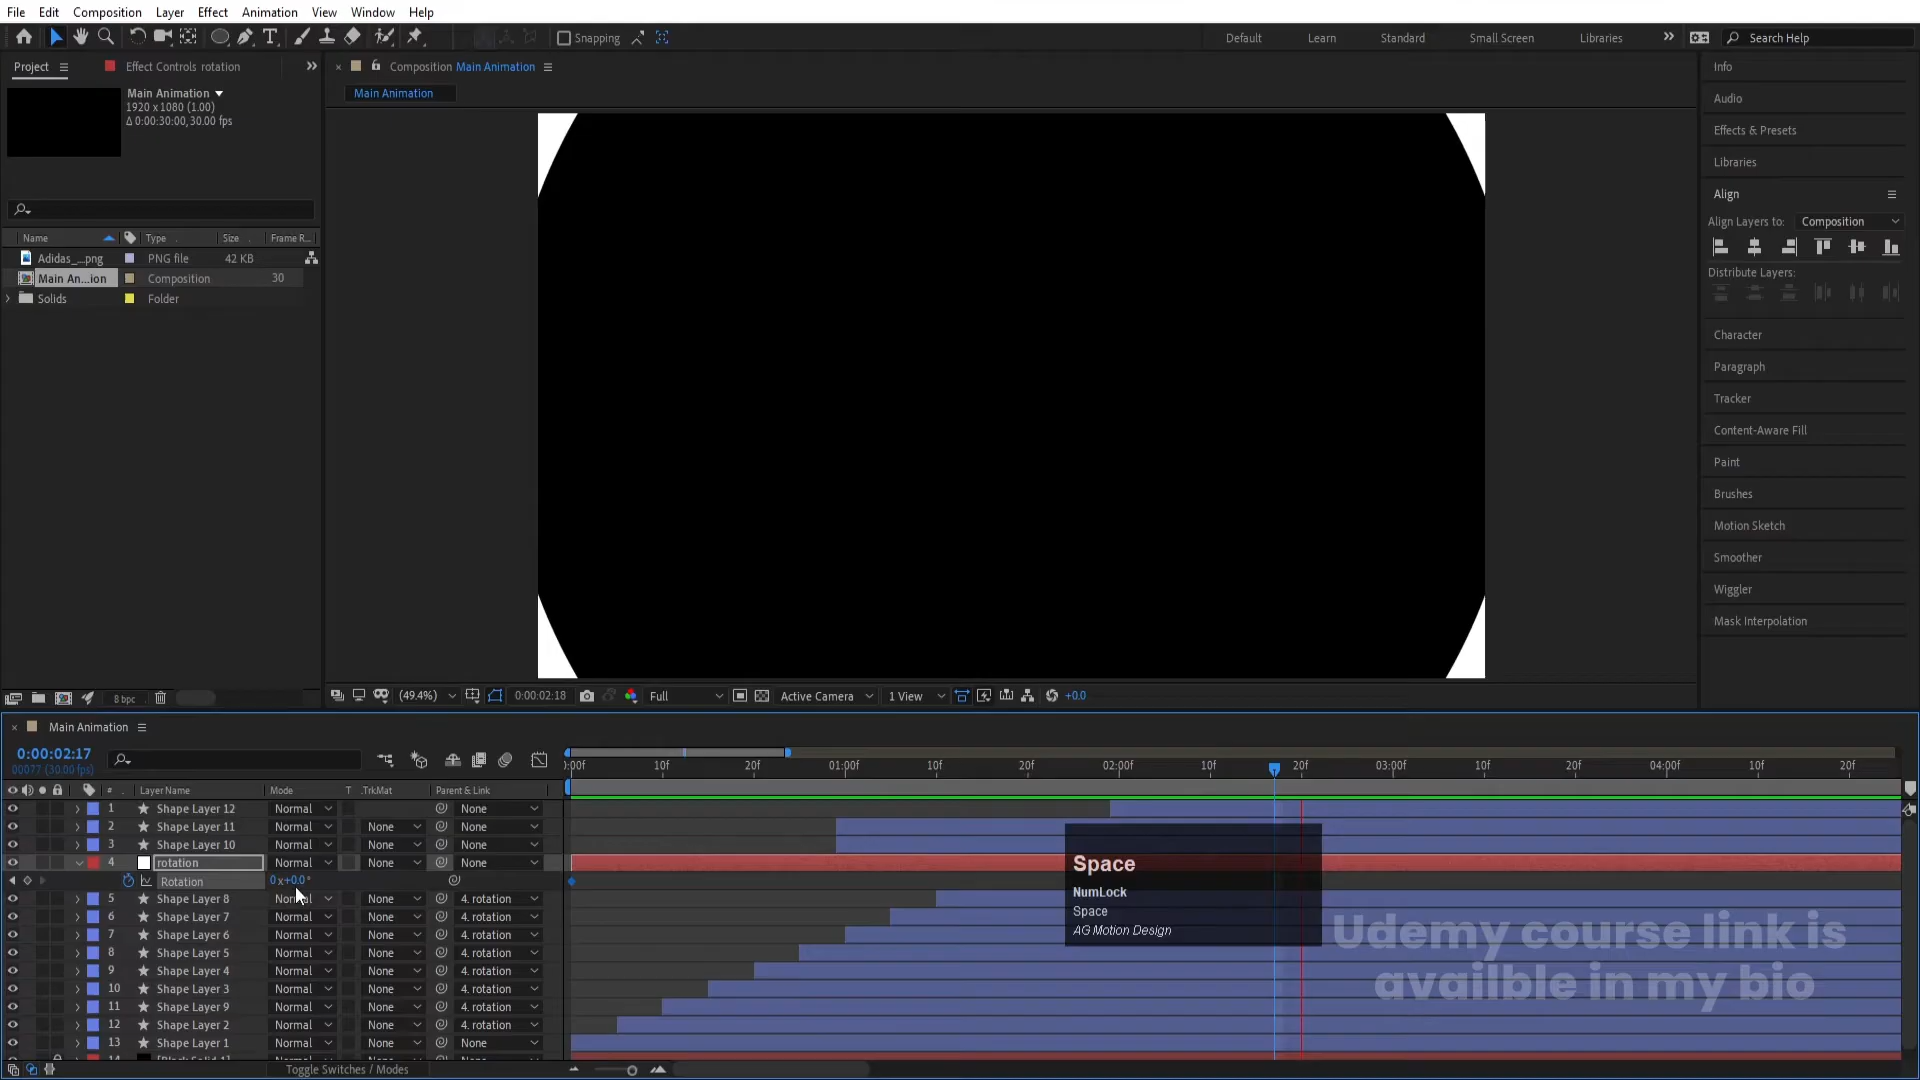 File Edit Composition Layer Effect Animation View Window Help
Snapping Default Learn Standard Small Screen Libraries Search Help
Project Effect Controls rotation
Composition Main Animation
Main Animation
Main Animation
1920 x 1080 (1.00)
Δ 0:00:30:00, 30.00 fps
Name Type Size Frame R...
Adidas_...png PNG file 42 KB
Main An...ion Composition 30
Solids Folder
8 bpc
(49.4%) 0:00:02:18 Full Active Camera 1 View +0.0
Info
Audio
Effects & Presets
Libraries
Align
Align Layers to: Composition
Distribute Layers:
Character
Paragraph
Tracker
Content-Aware Fill
Paint
Brushes
Motion Sketch
Smoother
Wiggler
Mask Interpolation
Main Animation
0:00:02:17
00077 (30.00 fps)
):00f 10f 20f 01:00f 10f 20f 02:00f 10f 20f 03:00f 10f 20f 04:00f 10f 20f
# Layer Name Mode T .TrkMat Parent & Link
1 Shape Layer 12 Normal None
2 Shape Layer 11 Normal None None
3 Shape Layer 10 Normal None None
4 rotation Normal None None
Rotation 0x+0.0°
5 Shape Layer 8 Normal None 4. rotation
6 Shape Layer 7 Normal None 4. rotation
7 Shape Layer 6 Normal None 4. rotation
8 Shape Layer 5 Normal None 4. rotation
9 Shape Layer 4 Normal None 4. rotation
10 Shape Layer 3 Normal None 4. rotation
11 Shape Layer 9 Normal None 4. rotation
12 Shape Layer 2 Normal None 4. rotation
13 Shape Layer 1 Normal None None
Toggle Switches / Modes
Space
NumLock
Space
AG Motion Design
Udemy course link is
availble in my bio